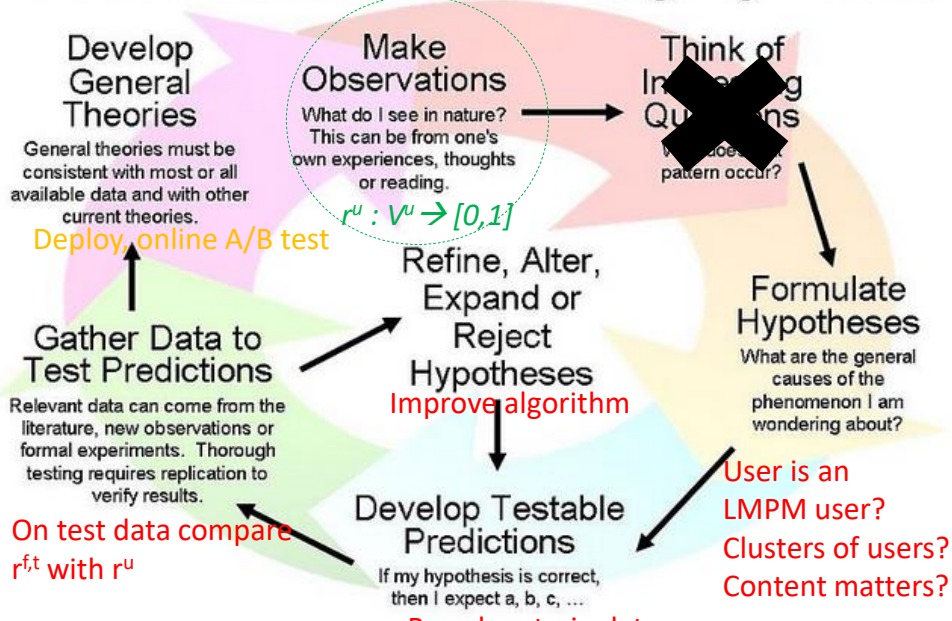 Develop
General
Theories
General theories must be
consistent with most or all
available data and with other
current theories.
Deploy, online A/B test
Make
Observations
What do I see in nature?
This can be from one's
own experiences, thoughts
or reading.
r^u : V^u → [0,1]
Think of
pattern occur?
Formulate
Hypotheses
What are the general
causes of the
phenomenon I am
wondering about?
User is an
LMPM user?
Clusters of users?
Content matters?
Refine, Alter,
Expand or
Reject
Hypotheses
Improve algorithm
Develop Testable
Predictions
If my hypothesis is correct,
then I expect a, b, c, …
Gather Data to
Test Predictions
Relevant data can come from the
literature, new observations or
formal experiments. Thorough
testing requires replication to
verify results.
On test data compare
r^f,t with r^u